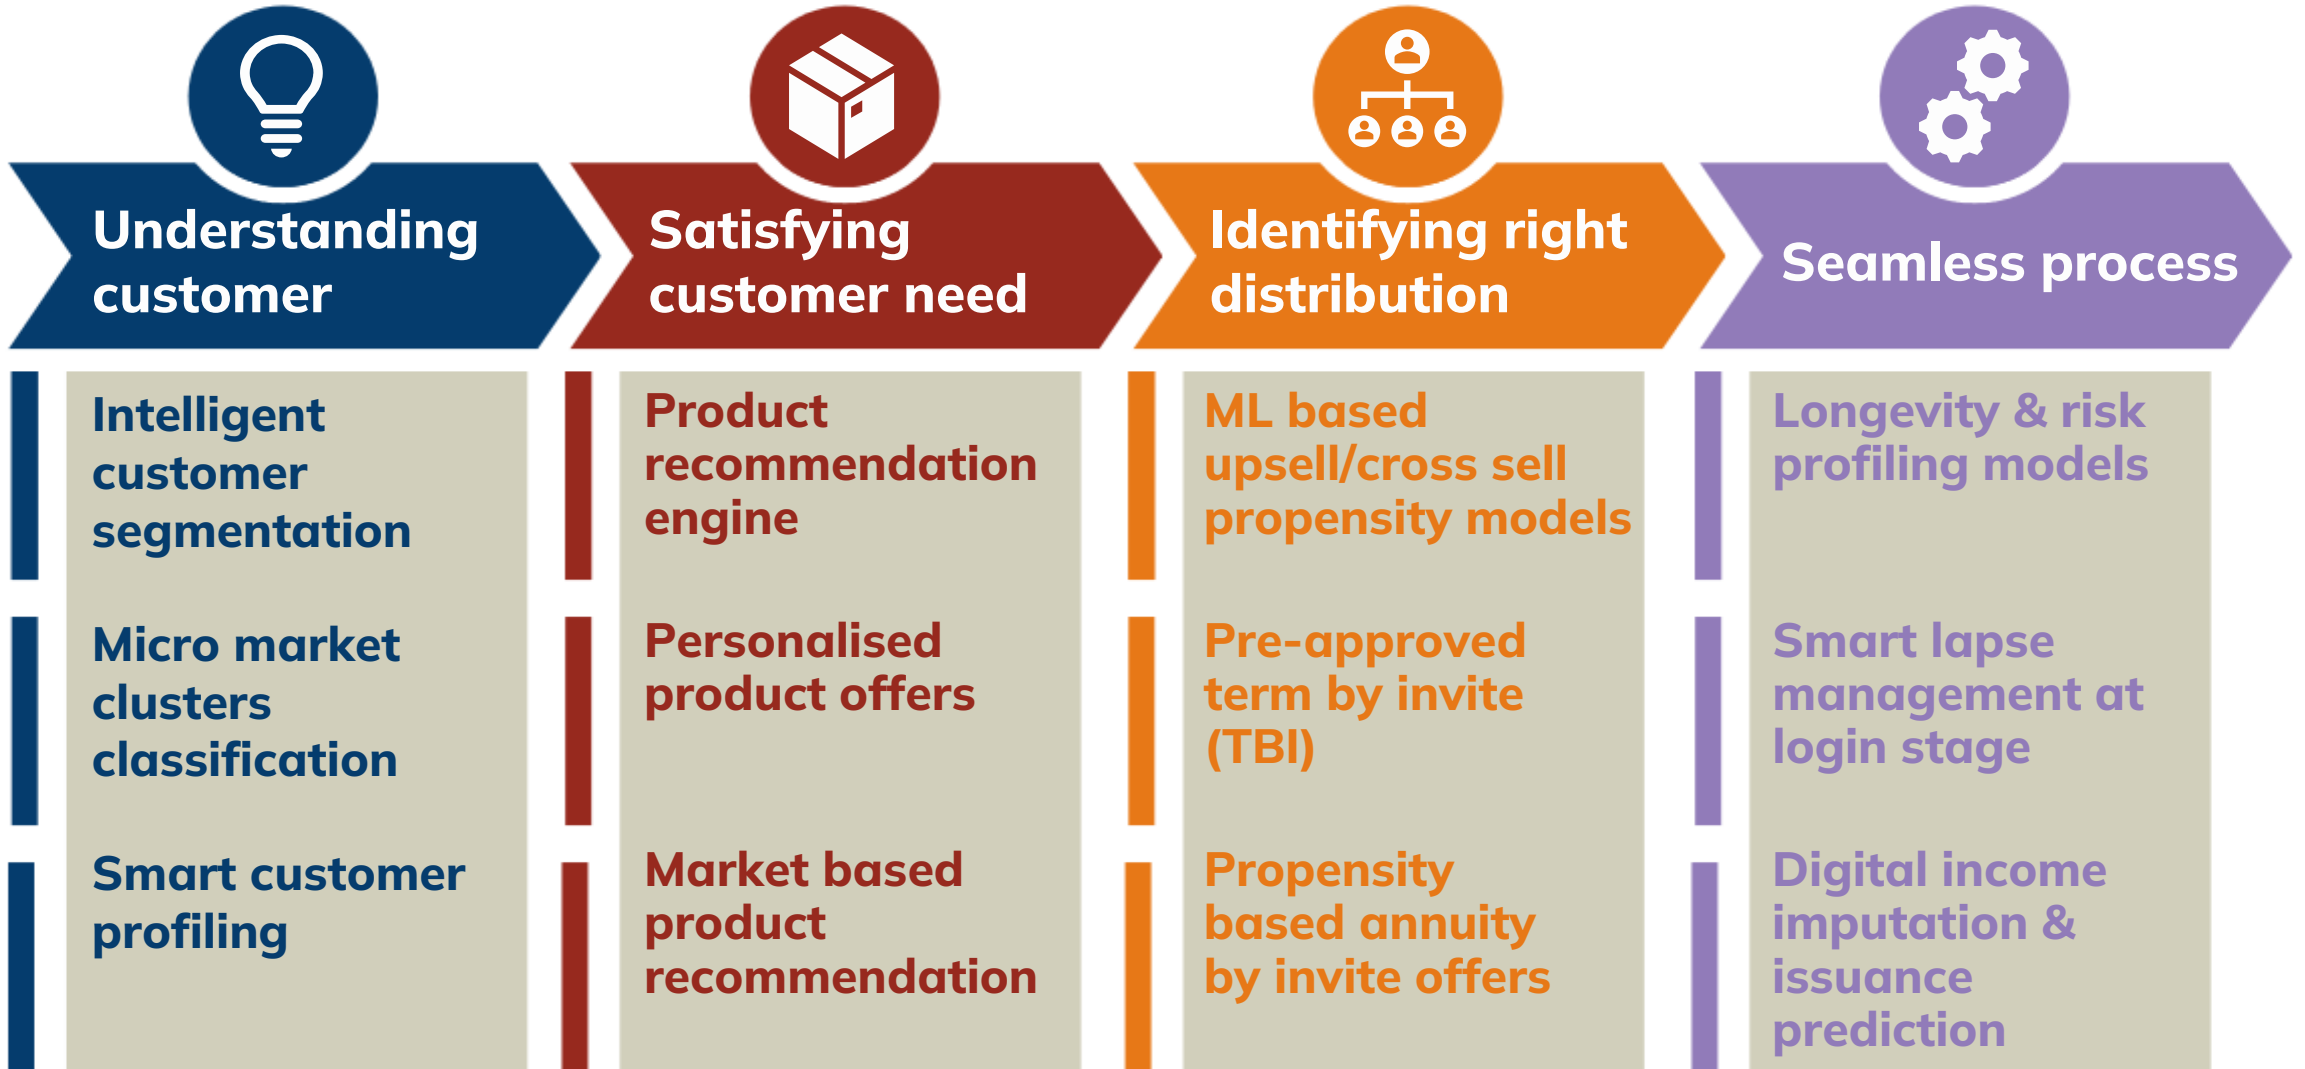 Understanding
customer
Intelligent
customer
segmentation
Micro market
clusters
classification
Smart customer
profiling
Satisfying
customer need
Product
recommendation
engine
Personalised
product offers
Market based
product
recommendation
Identifying right
distribution
ML based
upsell/cross sell
propensity models
Pre-approved
term by invite
(TBI)
Propensity
based annuity
by invite offers
Seamless process
Longevity & risk
profiling models
Smart lapse
management at
login stage
Digital income
imputation &
issuance
prediction